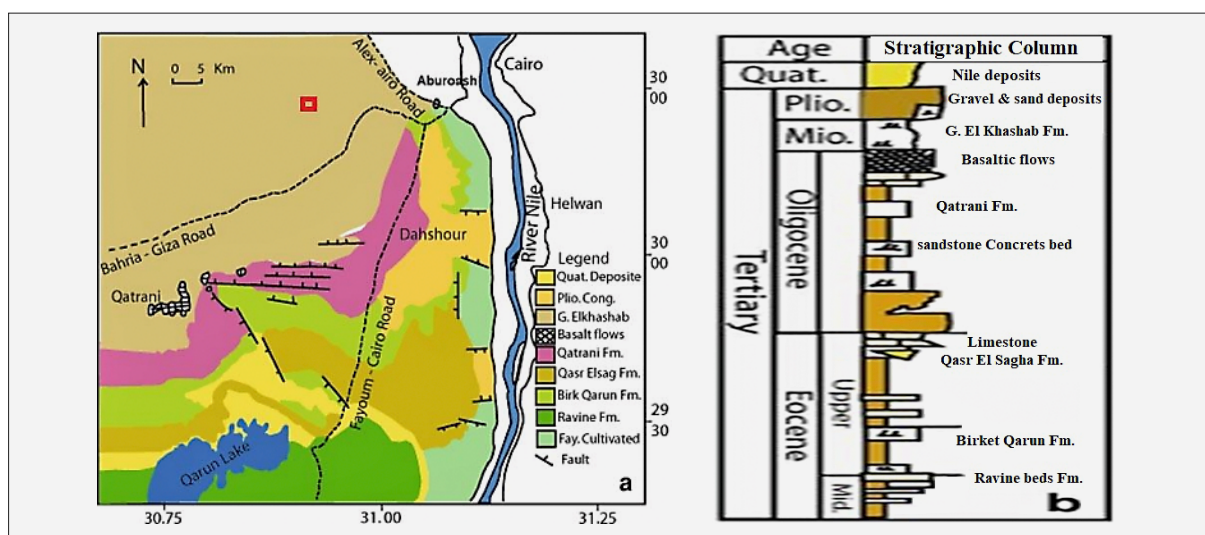 N
0 5 Km
Alex- airo Road
Aburoash
Cairo
30
00
Bahria - Giza Road
Dahshour
Helwan
River Nile
30
00
Qatrani
Fayoum - Cairo Road
Legend
Quat. Deposite
Plio. Cong.
G. Elkhashab
Basalt flows
Qatrani Fm.
Qasr Elsag Fm.
Birk Qarun Fm.
Ravine Fm.
Fay. Cultivated
Fault
29
30
Qarun Lake
a
30.75 31.00 31.25
Age Stratigraphic Column
Quat. Nile deposits
Plio. Gravel & sand deposits
Mio. G. El Khashab Fm.
Basaltic flows
Tertiary
Oligocene
Qatrani Fm.
sandstone Concrets bed
Limestone
Qasr El Sagha Fm.
Eocene
Upper
Birket Qarun Fm.
Mid.
Ravine beds Fm.
b